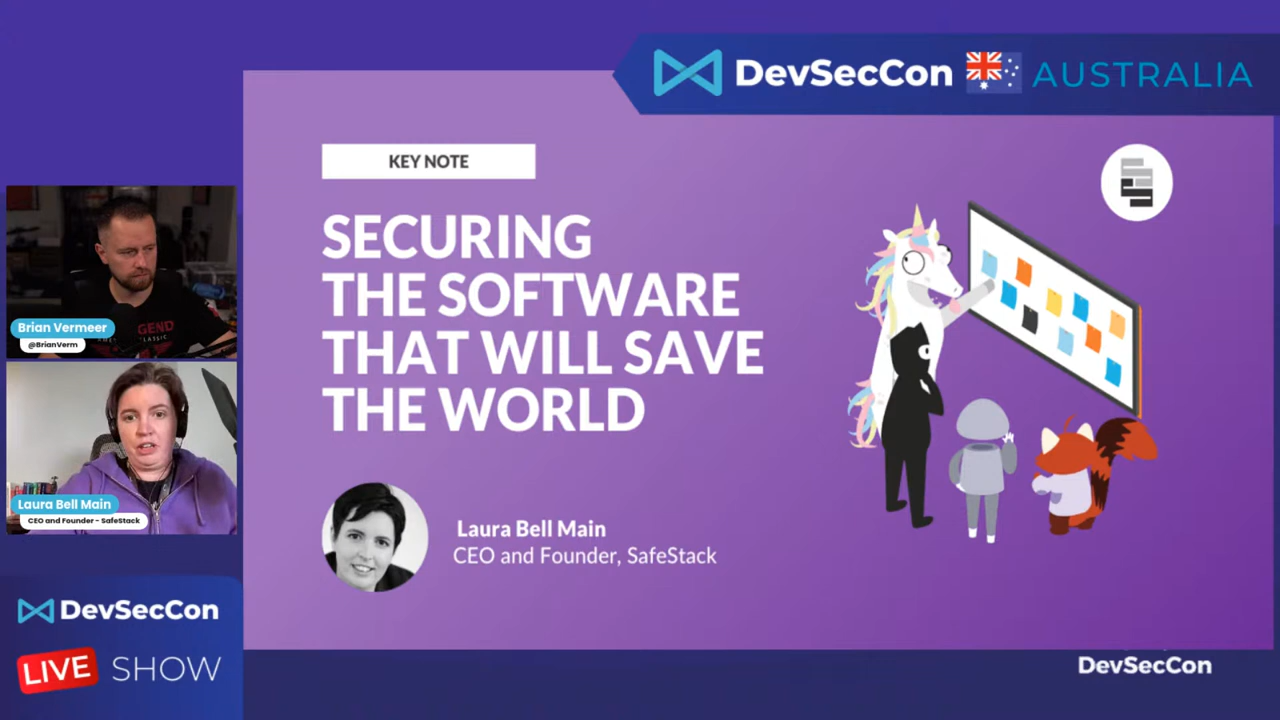 DevSecCon AUSTRALIA
KEY NOTE
SECURING
THE SOFTWARE
THAT WILL SAVE
THE WORLD
Laura Bell Main
CEO and Founder, SafeStack
Brian Vermeer
@BrianVerm
Laura Bell Main
CEO and Founder - SafeStack
DevSecCon
LIVE SHOW
DevSecCon